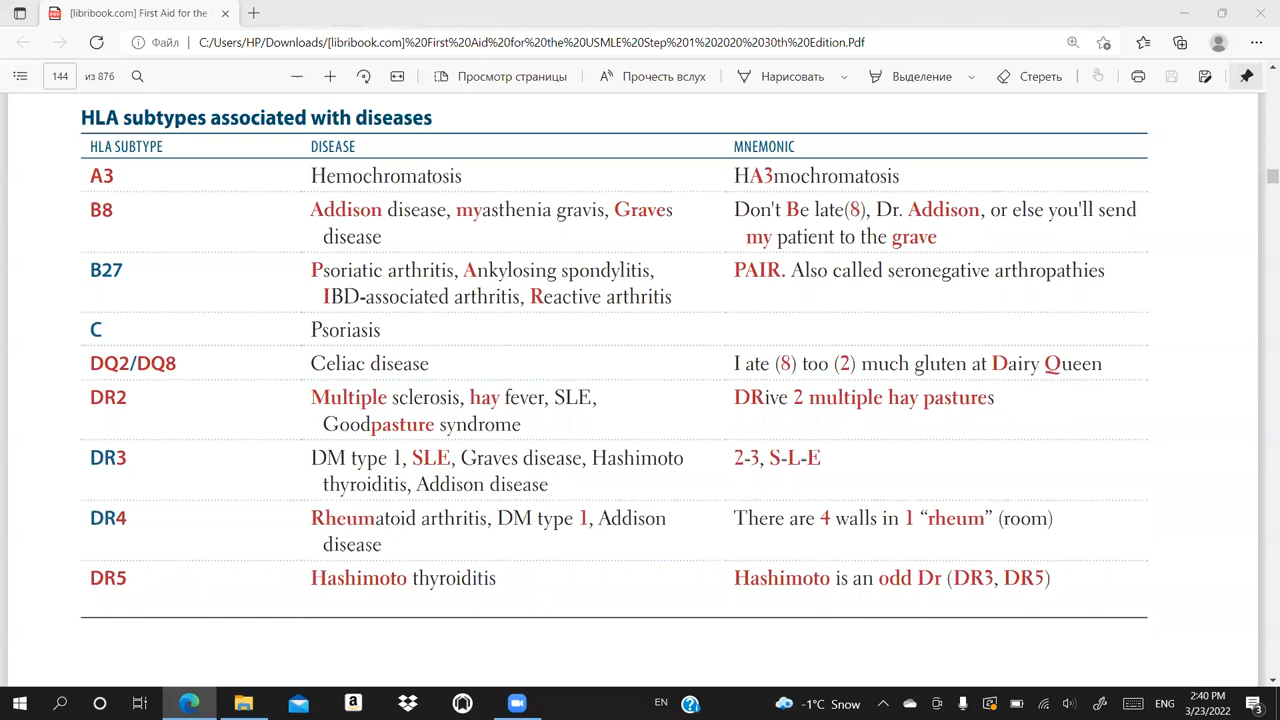 [libribook.com] First Aid for the
Файл C:/Users/HP/Downloads/[libribook.com]%20First%20Aid%20for%20the%20USMLE%20Step%201%202020%2030th%20Edition.Pdf
144 из 876 Просмотр страницы Прочесть вслух Нарисовать Выделение Стереть
HLA subtypes associated with diseases
HLA SUBTYPE DISEASE MNEMONIC
A3 Hemochromatosis HA3mochromatosis
B8 Addison disease, myasthenia gravis, Graves Don't Be late(8), Dr. Addison, or else you'll send
disease my patient to the grave
B27 Psoriatic arthritis, Ankylosing spondylitis, PAIR. Also called seronegative arthropathies
IBD-associated arthritis, Reactive arthritis
C Psoriasis
DQ2/DQ8 Celiac disease I ate (8) too (2) much gluten at Dairy Queen
DR2 Multiple sclerosis, hay fever, SLE, DRive 2 multiple hay pastures
Goodpasture syndrome
DR3 DM type 1, SLE, Graves disease, Hashimoto 2-3, S-L-E
thyroiditis, Addison disease
DR4 Rheumatoid arthritis, DM type 1, Addison There are 4 walls in 1 “rheum” (room)
disease
DR5 Hashimoto thyroiditis Hashimoto is an odd Dr (DR3, DR5)
EN -1°C Snow ENG 2:40 PM
3/23/2022